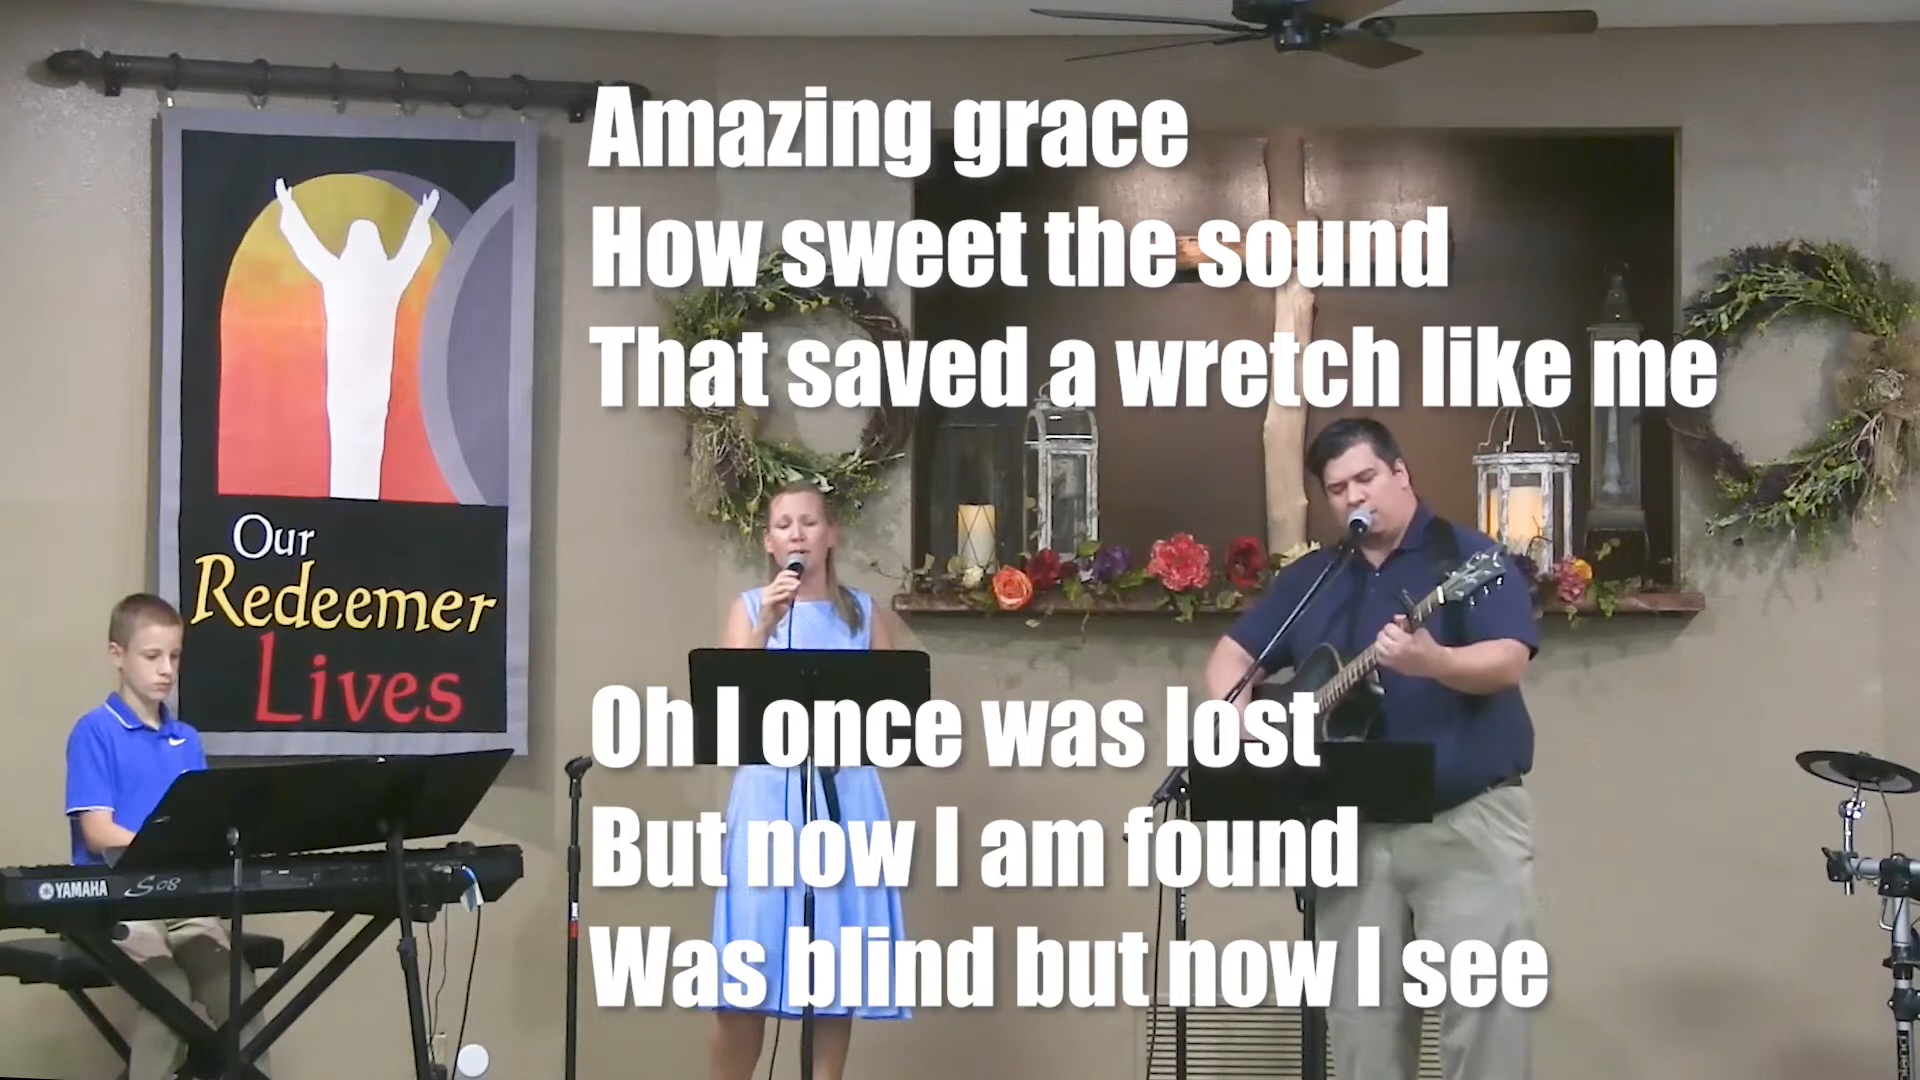 Amazing grace
How sweet the sound
That saved a wretch like me
Oh I once was lost
But now I am found
Was blind but now I see
Our
Redeemer
Lives
YAMAHA S08